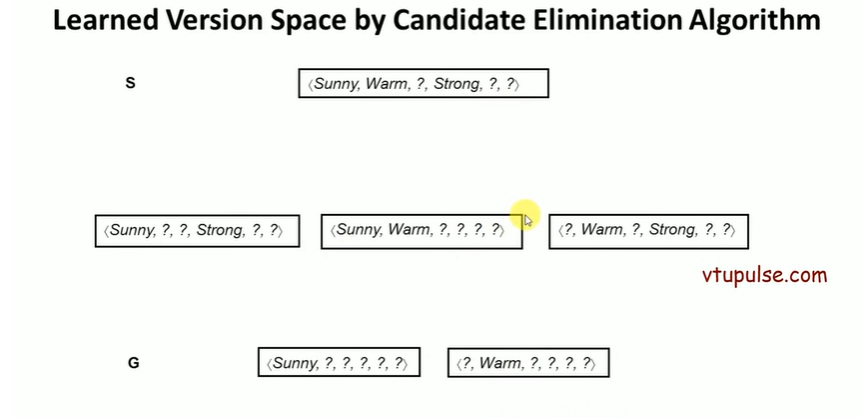 Learned Version Space by Candidate Elimination Algorithm
S
⟨Sunny, Warm, ?, Strong, ?, ?⟩
⟨Sunny, ?, ?, Strong, ?, ?⟩ ⟨Sunny, Warm, ?, ?, ?, ?⟩ ⟨?, Warm, ?, Strong, ?, ?⟩
vtupulse.com
G
⟨Sunny, ?, ?, ?, ?, ?⟩ ⟨?, Warm, ?, ?, ?, ?⟩